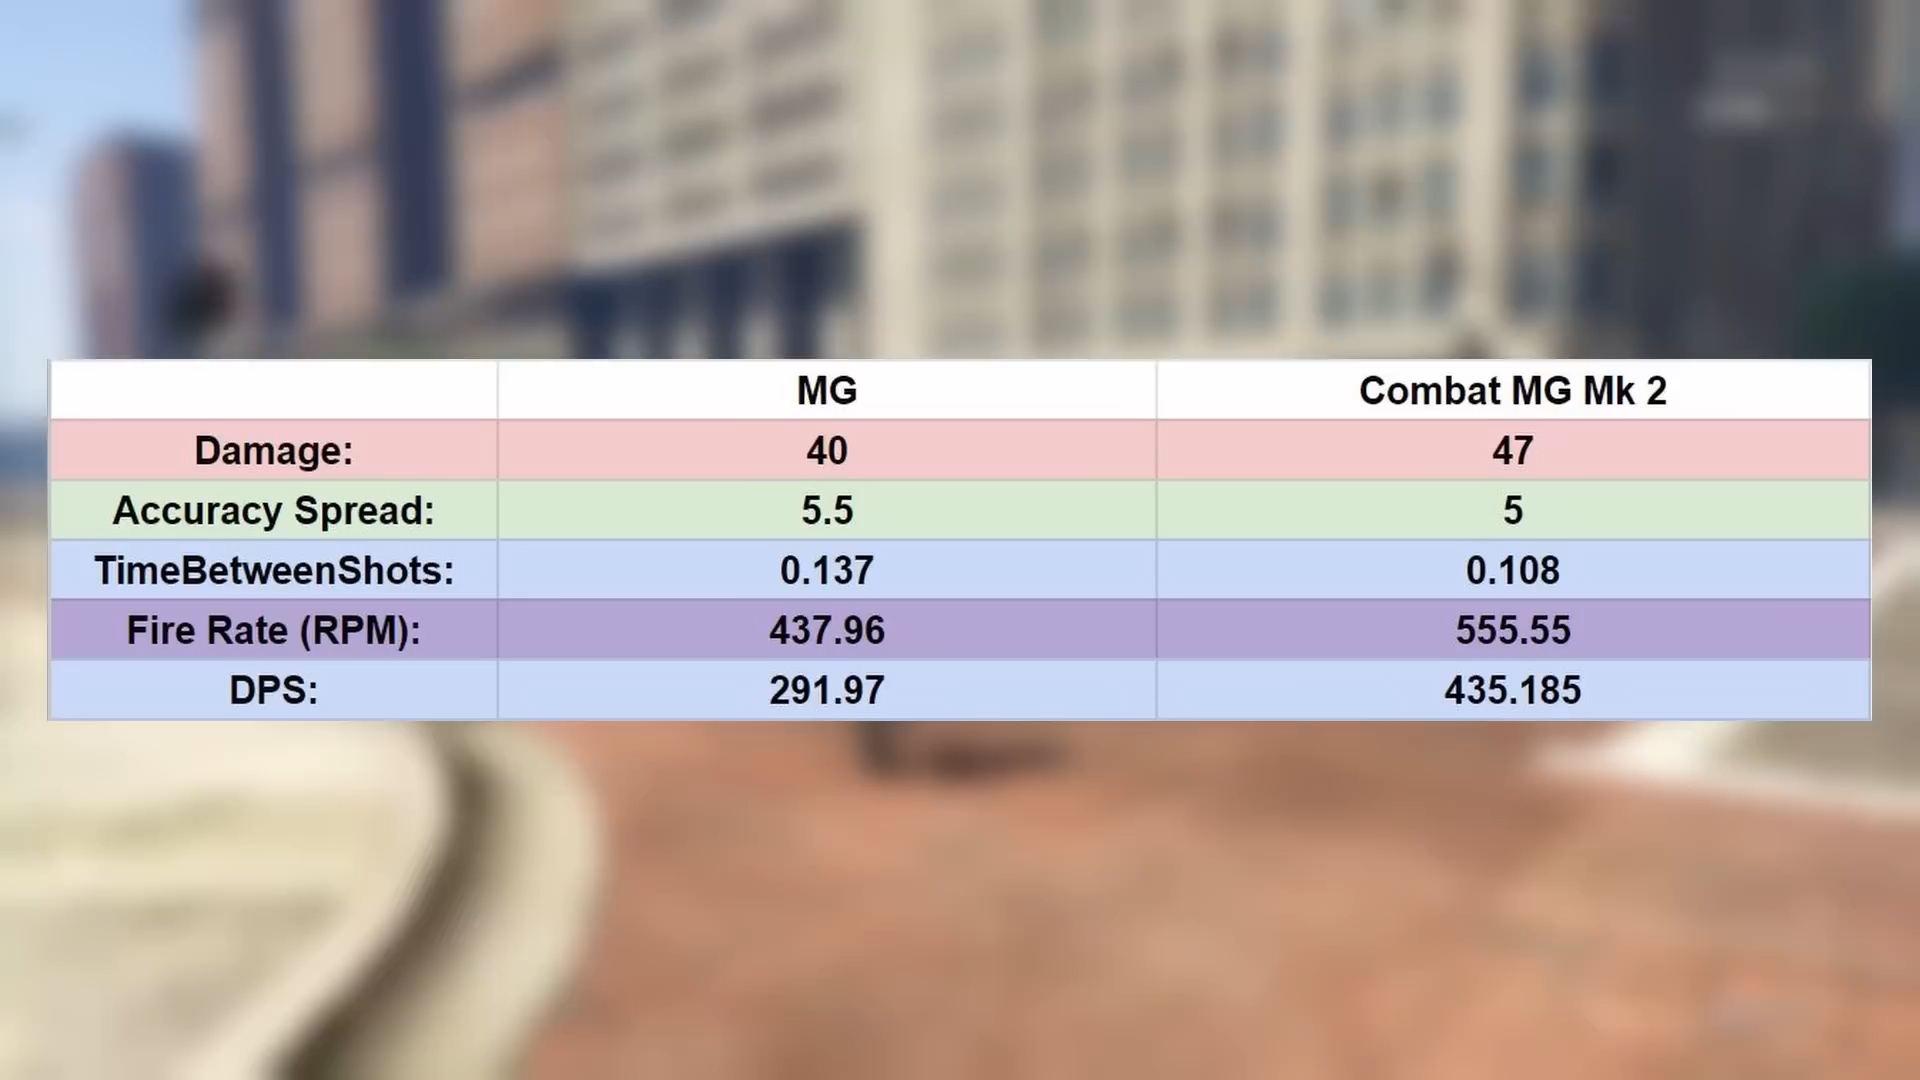 MG Combat MG Mk 2
Damage: 40 47
Accuracy Spread: 5.5 5
TimeBetweenShots: 0.137 0.108
Fire Rate (RPM): 437.96 555.55
DPS: 291.97 435.185